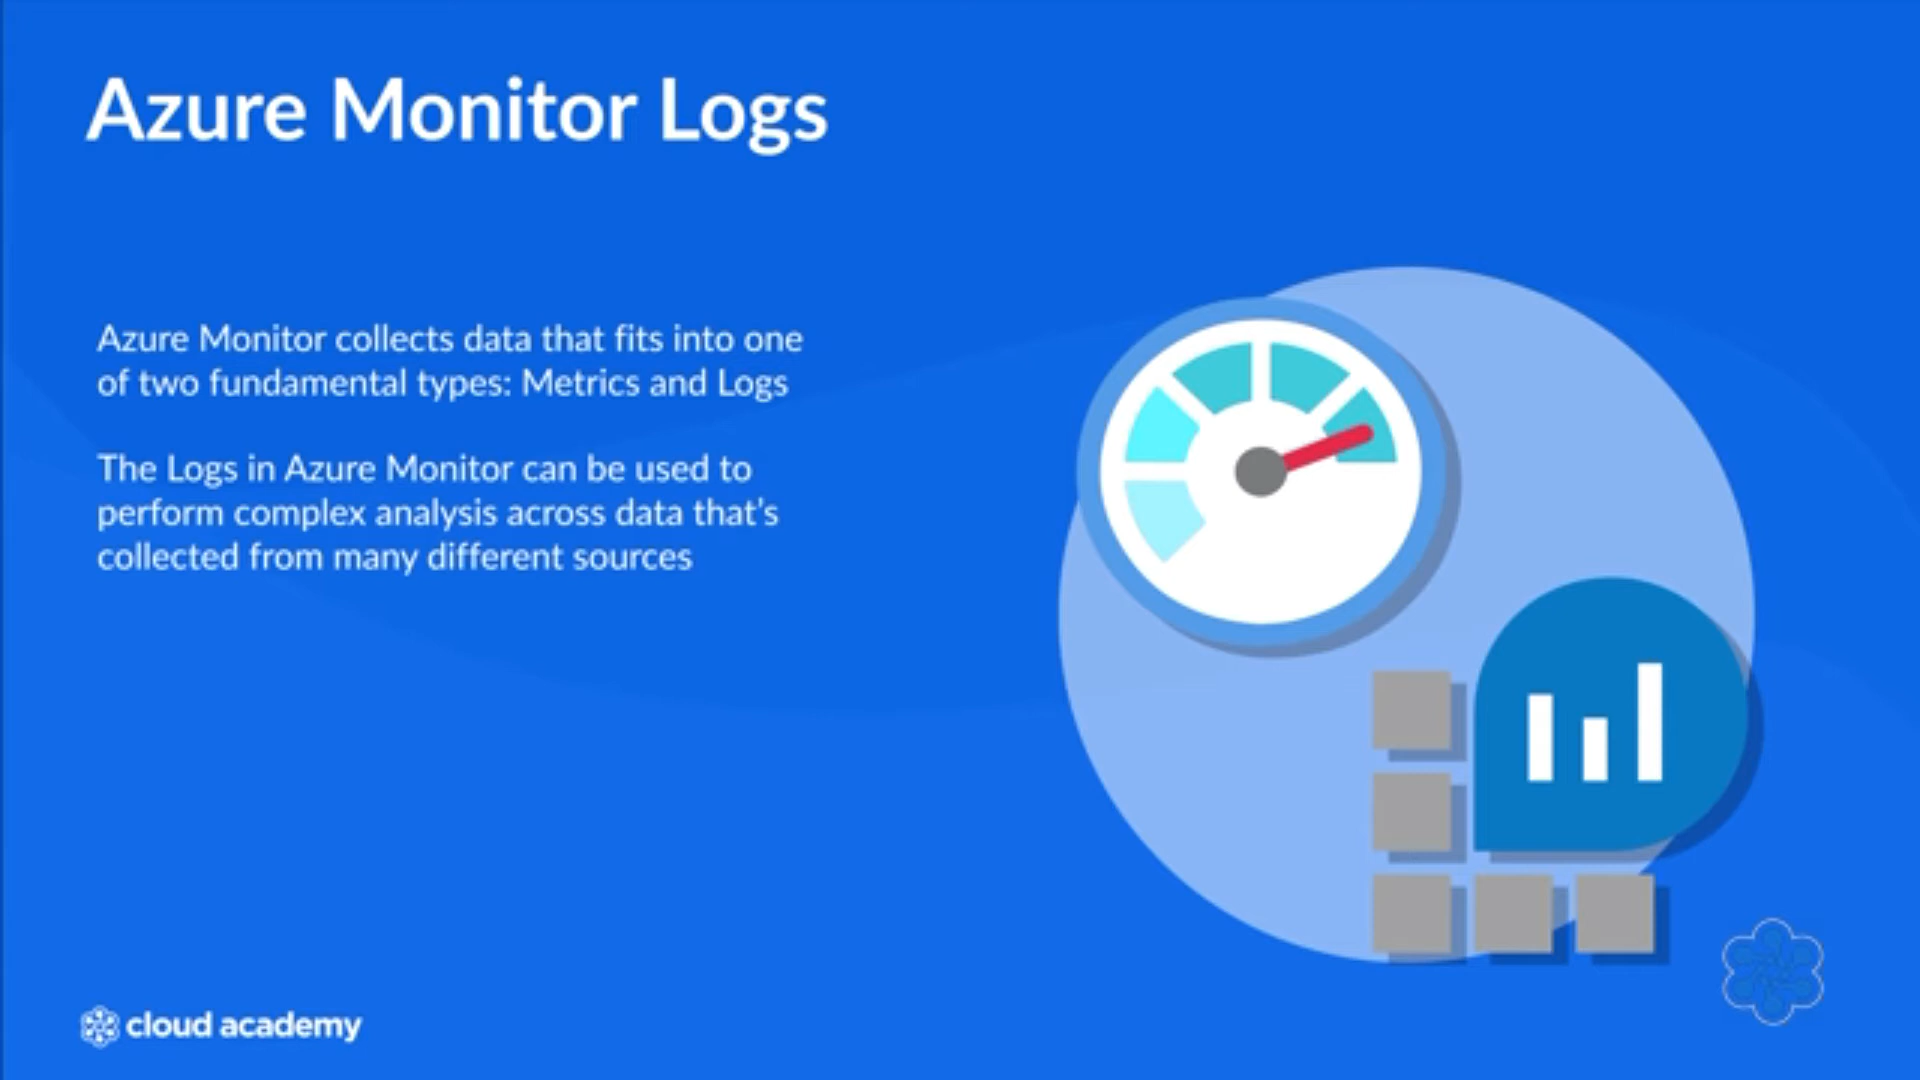 Azure Monitor Logs
Azure Monitor collects data that fits into one
of two fundamental types: Metrics and Logs
The Logs in Azure Monitor can be used to
perform complex analysis across data that's
collected from many different sources
cloud academy